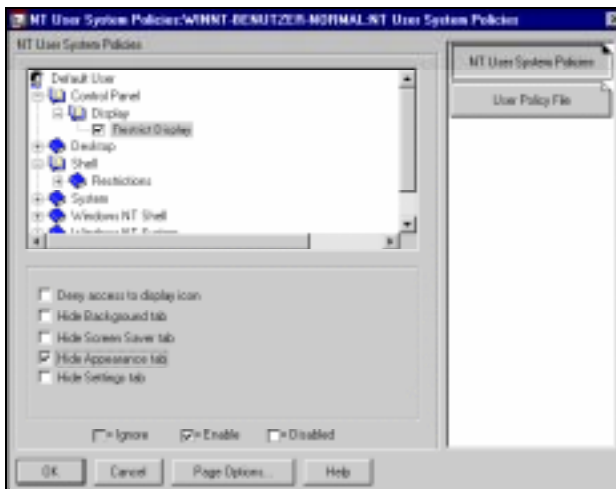 NT User System Policies:WINNT-BENUTZER-NORMAL:NT User System Policies
NT User System Policies
Default User
Control Panel
Display
Restrict Display
Desktop
Shell
Restrictions
System
Windows NT Shell
Windows NT System
Deny access to display icon
Hide Background tab
Hide Screen Saver tab
Hide Appearance tab
Hide Settings tab
= Ignore
= Enable
= Disabled
OK
Cancel
Page Options...
Help
NT User System Policies
User Policy File